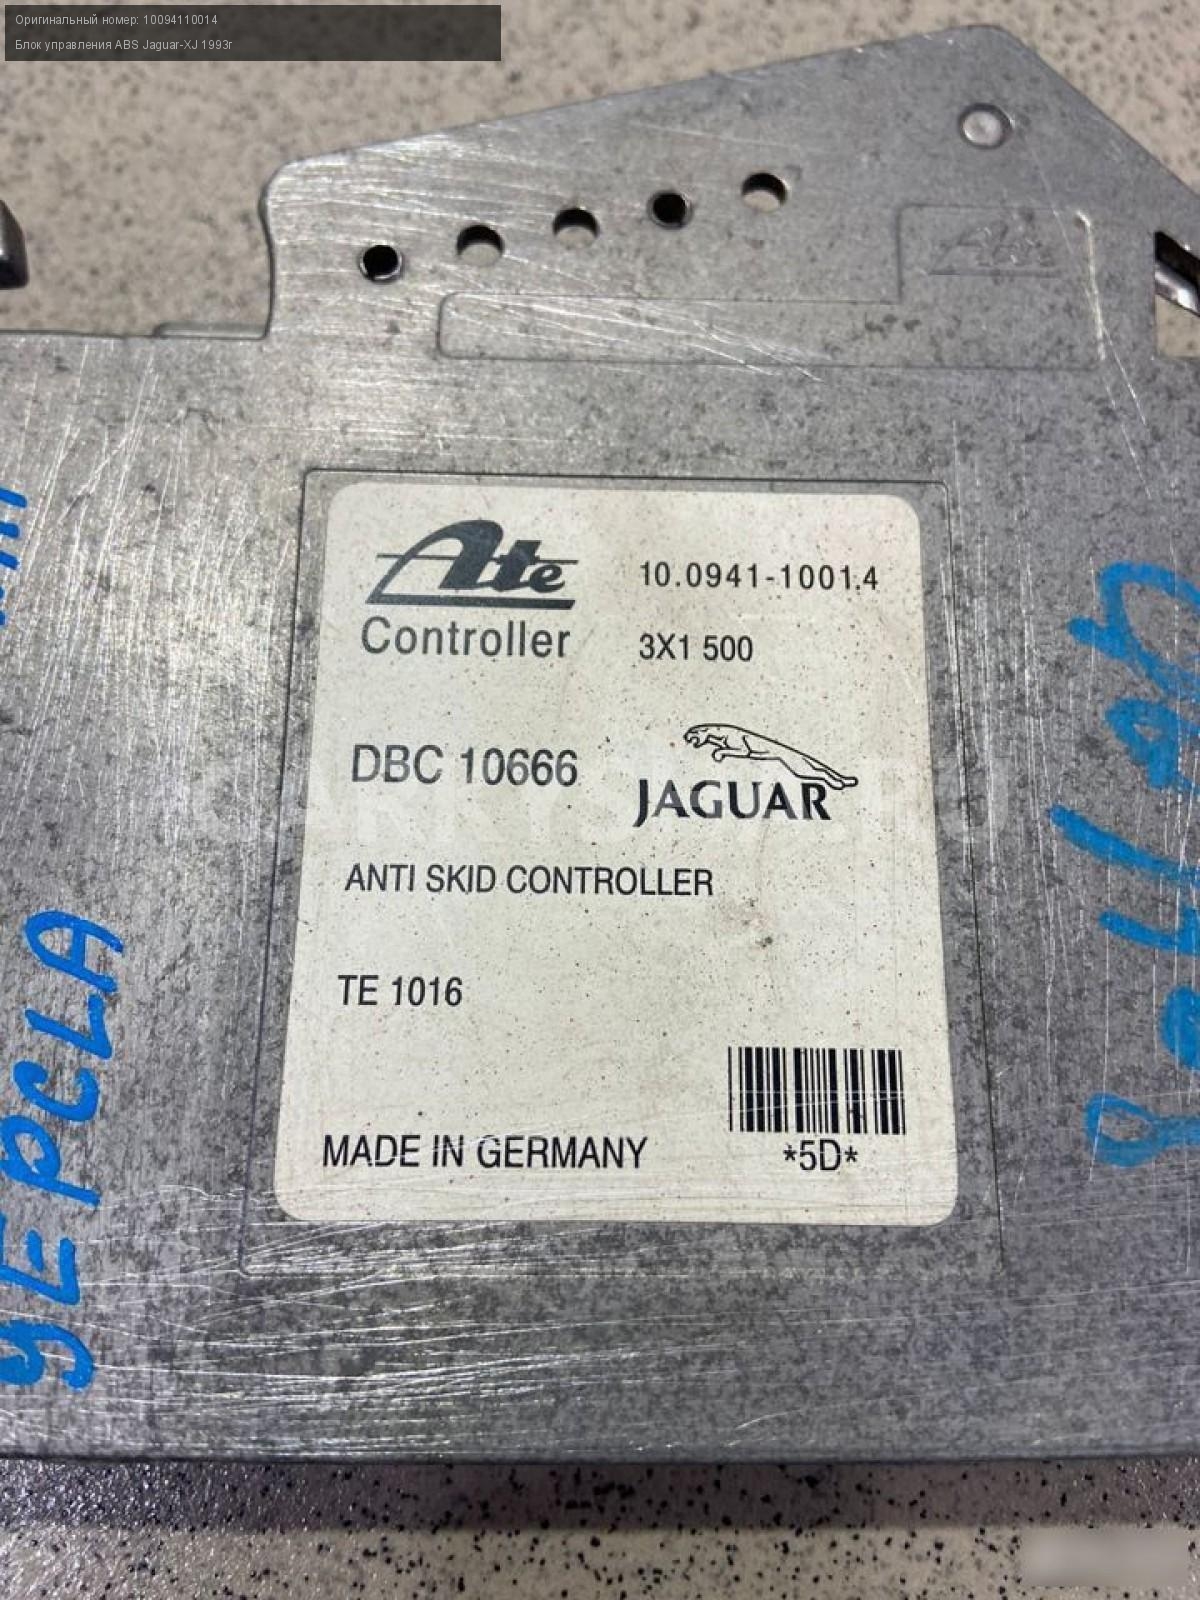 Оригинальный номер: 10094110014
Блок управления ABS Jaguar-XJ 1993г
Ate
Ate
10.0941-1001.4
Controller
3X1 500
DBC 10666
JAGUAR
ANTI SKID CONTROLLER
TE 1016
MADE IN GERMANY
*5D*